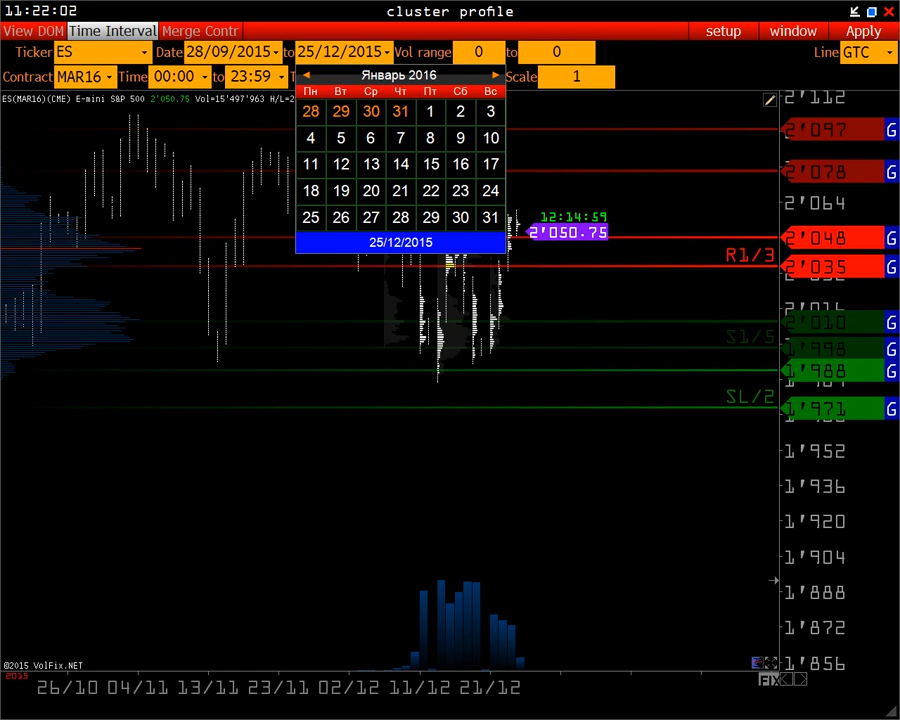 11:22:02 cluster profile
View DOM Time Interval Merge Contr setup window Apply
Ticker ES Date 28/09/2015 to 25/12/2015 Vol range 0 to 0 Line GTC
Contract MAR16 Time 00:00 to 23:59 Scale 1
Январь 2016
Пн Вт Ср Чт Пт Сб Вс
28 29 30 31 1 2 3
4 5 6 7 8 9 10
11 12 13 14 15 16 17
18 19 20 21 22 23 24
25 26 27 28 29 30 31
25/12/2015
ES(MAR16)(CME) E-mini S&P 500 2'050.75 Vol=15'497'963 H/L=2
2'112
2'097 G
2'078 G
2'064
12:14:59
2'050.75
2'048 G
R1/3
2'035 G
2'016
2'010 G
S1/5
1'998 G
1'988 G
SL/2
1'971 G
1'952
1'936
1'920
1'904
1'888
1'872
1'856
©2015 VolFix.NET
2015
26/10 04/11 13/11 23/11 02/12 11/12 21/12
FIX